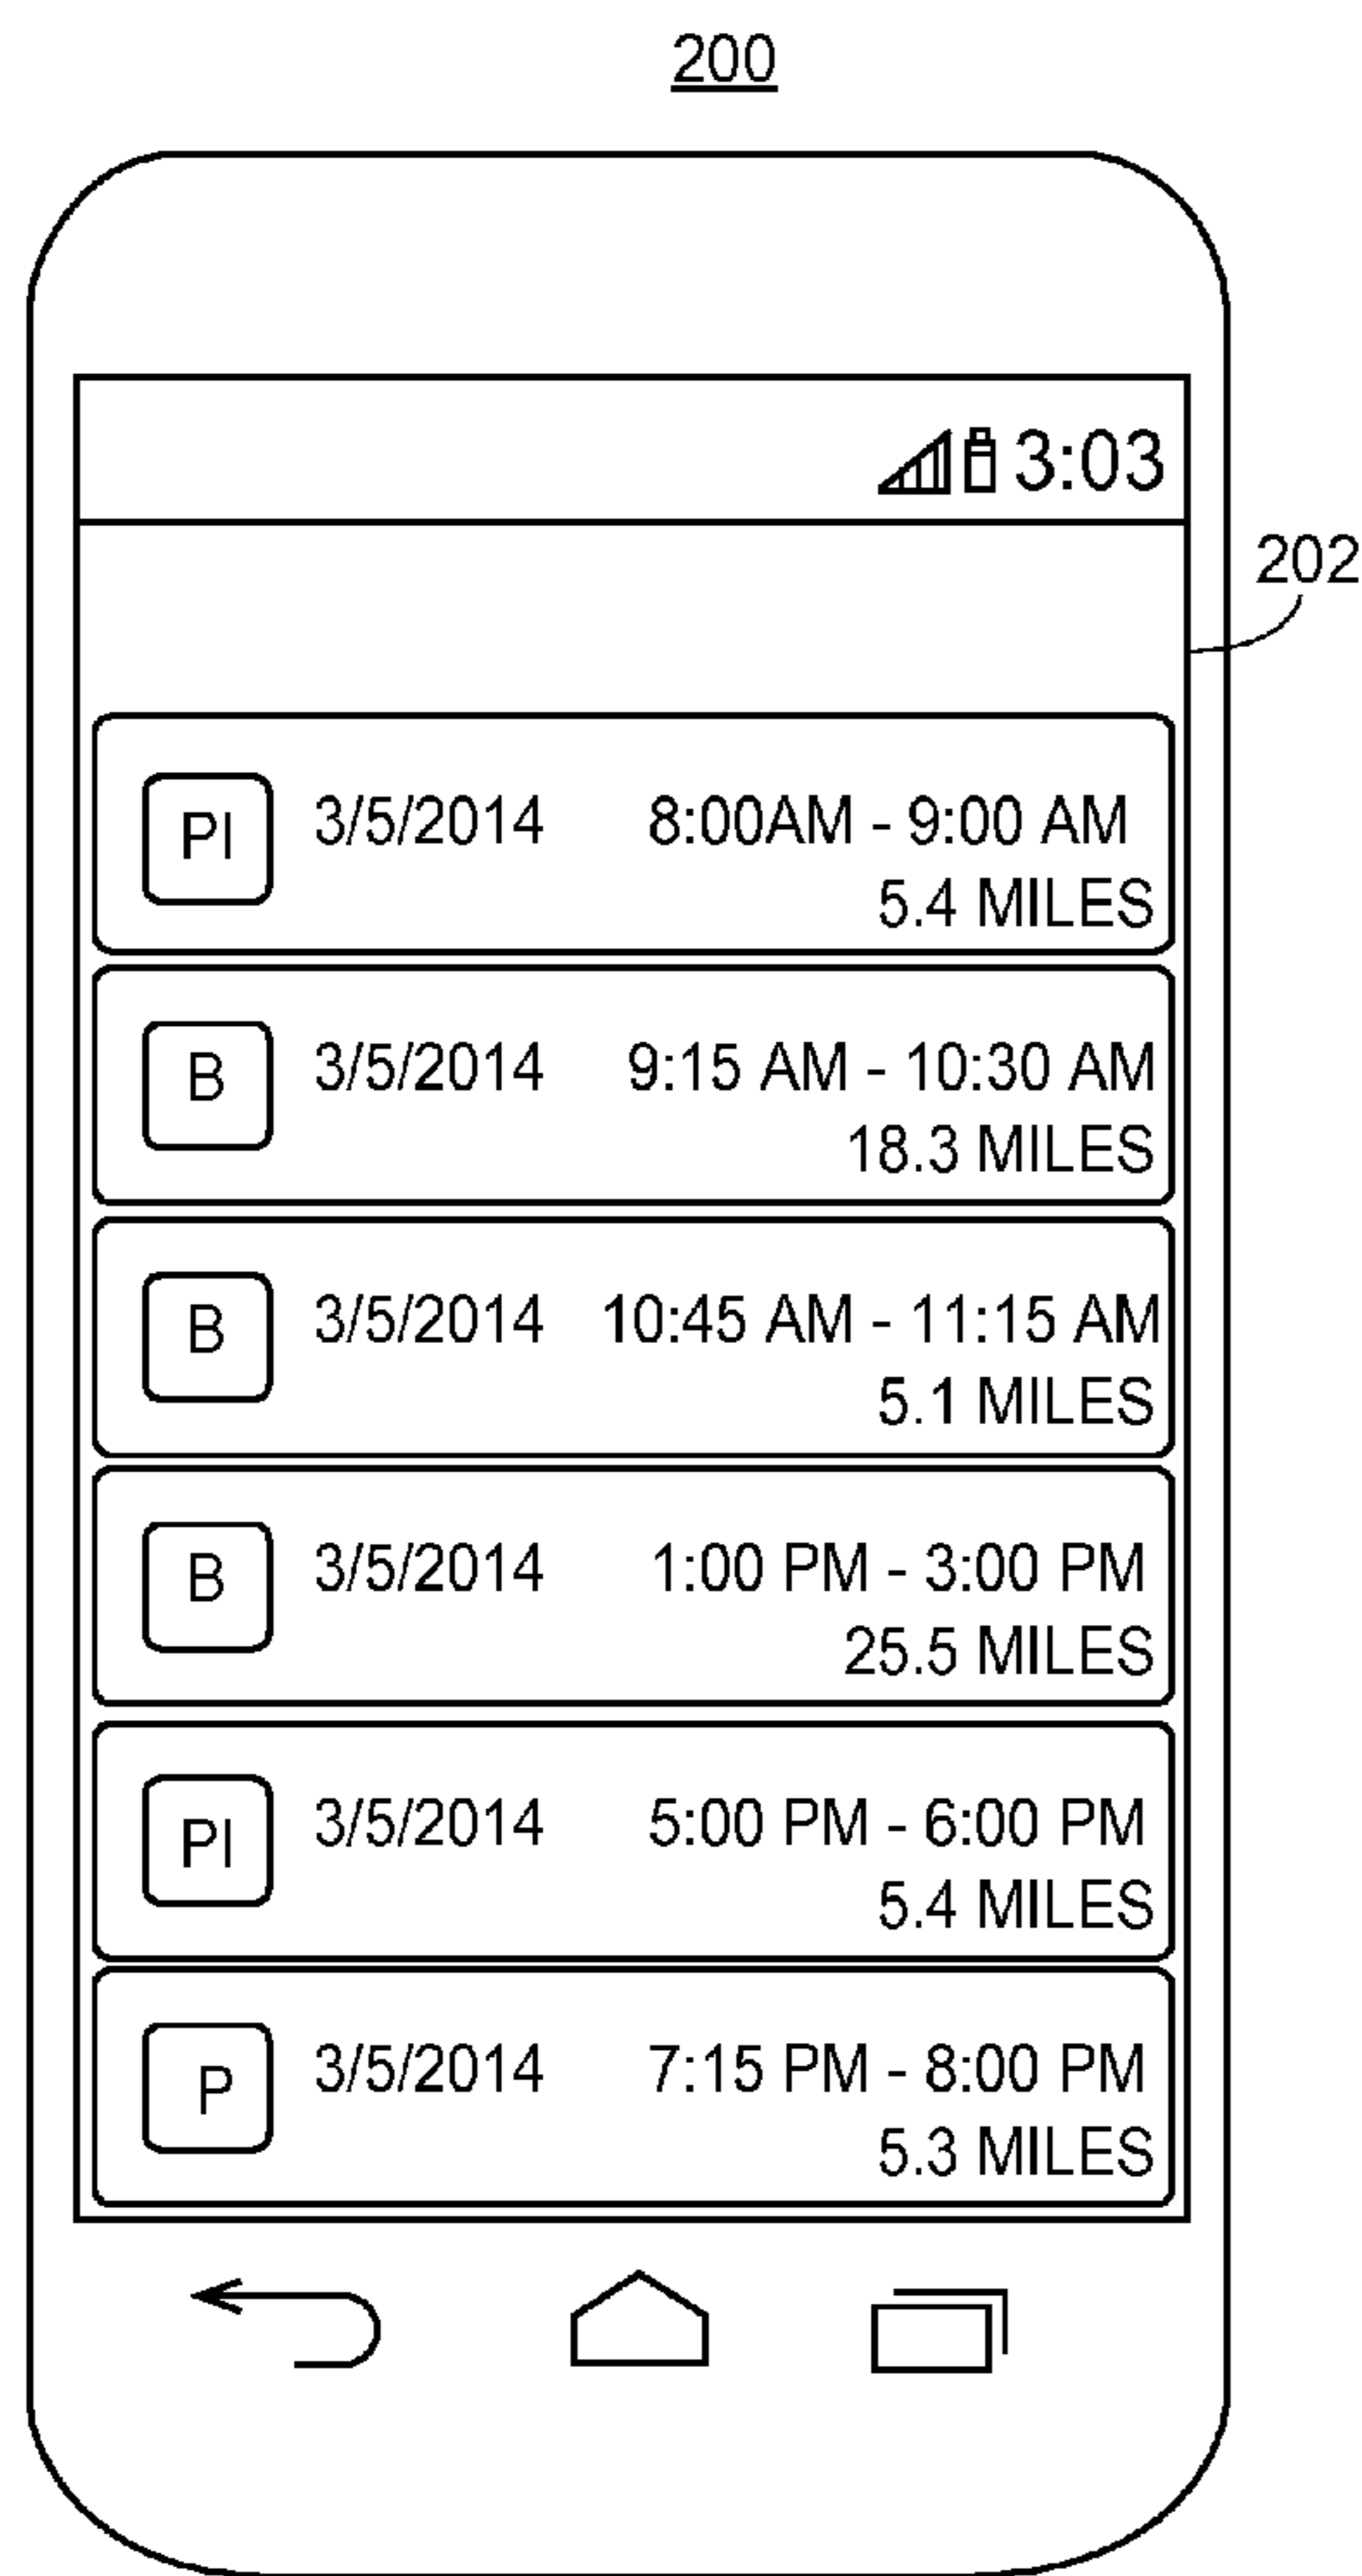 200
3:03
202
PI 3/5/2014 8:00AM - 9:00 AM
5.4 MILES
B 3/5/2014 9:15 AM - 10:30 AM
18.3 MILES
B 3/5/2014 10:45 AM - 11:15 AM
5.1 MILES
B 3/5/2014 1:00 PM - 3:00 PM
25.5 MILES
PI 3/5/2014 5:00 PM - 6:00 PM
5.4 MILES
P 3/5/2014 7:15 PM - 8:00 PM
5.3 MILES